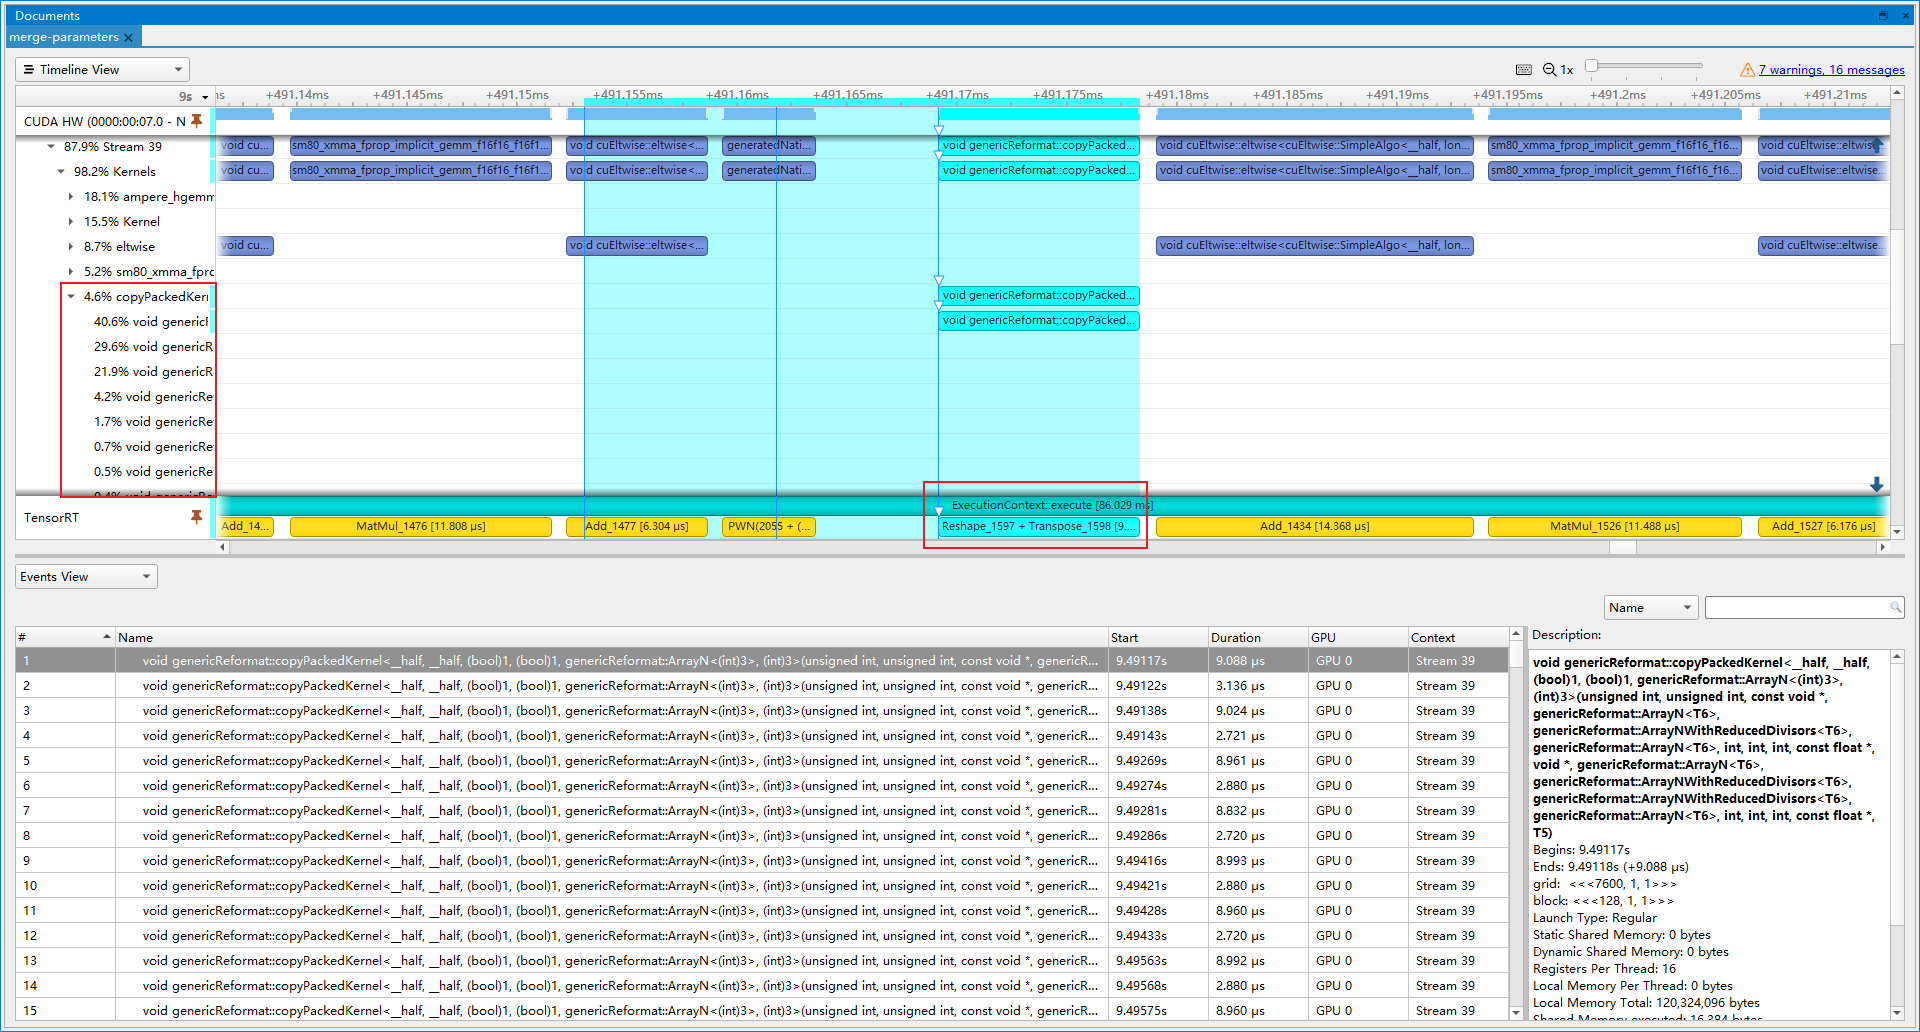 Documents
merge-parameters
Timeline View
1x
7 warnings, 16 messages
9s
+491.14ms +491.145ms +491.15ms +491.155ms +491.16ms +491.165ms +491.17ms +491.175ms +491.18ms +491.185ms +491.19ms +491.195ms +491.2ms +491.205ms +491.21ms
CUDA HW (0000:00:07.0 - N
87.9% Stream 39
void cu... sm80_xmma_fprop_implicit_gemm_f16f16_f16f1... void cuEltwise::eltwise<... generatedNati... void genericReformat::copyPacked... void cuEltwise::eltwise<cuEltwise::SimpleAlgo<__half, lon... sm80_xmma_fprop_implicit_gemm_f16f16_f16... void cuEltwise::eltwise
98.2% Kernels
void cu... sm80_xmma_fprop_implicit_gemm_f16f16_f16f1... void cuEltwise::eltwise<... generatedNati... void genericReformat::copyPacked... void cuEltwise::eltwise<cuEltwise::SimpleAlgo<__half, lon... sm80_xmma_fprop_implicit_gemm_f16f16_f16... void cuEltwise::eltwise...
18.1% ampere_hgemm
15.5% Kernel
8.7% eltwise
void cu... void cuEltwise::eltwise<... void cuEltwise::eltwise<cuEltwise::SimpleAlgo<__half, lon... void cuEltwise::eltwise...
5.2% sm80_xmma_fprc
4.6% copyPackedKer
void genericReformat::copyPacked...
40.6% void generic
void genericReformat::copyPacked...
29.6% void genericR
21.9% void genericR
4.2% void genericRe
1.7% void genericRe
0.7% void genericRe
0.5% void genericRe
TensorRT
ExecutionContext::execute [86.029 ms]
Add_14... MatMul_1476 [11.808 µs] Add_1477 [6.304 µs] PWN(2055 + (... Reshape_1597 + Transpose_1598 [9.... Add_1434 [14.368 µs] MatMul_1526 [11.488 µs] Add_1527 [6.176 µs]
Events View
Name
# Name Start Duration GPU Context
1 void genericReformat::copyPackedKernel<__half, __half, (bool)1, (bool)1, genericReformat::ArrayN<(int)3>, (int)3>(unsigned int, unsigned int, const void *, genericR... 9.49117s 9.088 µs GPU 0 Stream 39
2 void genericReformat::copyPackedKernel<__half, __half, (bool)1, (bool)1, genericReformat::ArrayN<(int)3>, (int)3>(unsigned int, unsigned int, const void *, genericR... 9.49122s 3.136 µs GPU 0 Stream 39
3 void genericReformat::copyPackedKernel<__half, __half, (bool)1, (bool)1, genericReformat::ArrayN<(int)3>, (int)3>(unsigned int, unsigned int, const void *, genericR... 9.49138s 9.024 µs GPU 0 Stream 39
4 void genericReformat::copyPackedKernel<__half, __half, (bool)1, (bool)1, genericReformat::ArrayN<(int)3>, (int)3>(unsigned int, unsigned int, const void *, genericR... 9.49143s 2.721 µs GPU 0 Stream 39
5 void genericReformat::copyPackedKernel<__half, __half, (bool)1, (bool)1, genericReformat::ArrayN<(int)3>, (int)3>(unsigned int, unsigned int, const void *, genericR... 9.49269s 8.961 µs GPU 0 Stream 39
6 void genericReformat::copyPackedKernel<__half, __half, (bool)1, (bool)1, genericReformat::ArrayN<(int)3>, (int)3>(unsigned int, unsigned int, const void *, genericR... 9.49274s 2.880 µs GPU 0 Stream 39
7 void genericReformat::copyPackedKernel<__half, __half, (bool)1, (bool)1, genericReformat::ArrayN<(int)3>, (int)3>(unsigned int, unsigned int, const void *, genericR... 9.49281s 8.832 µs GPU 0 Stream 39
8 void genericReformat::copyPackedKernel<__half, __half, (bool)1, (bool)1, genericReformat::ArrayN<(int)3>, (int)3>(unsigned int, unsigned int, const void *, genericR... 9.49286s 2.720 µs GPU 0 Stream 39
9 void genericReformat::copyPackedKernel<__half, __half, (bool)1, (bool)1, genericReformat::ArrayN<(int)3>, (int)3>(unsigned int, unsigned int, const void *, genericR... 9.49416s 8.993 µs GPU 0 Stream 39
10 void genericReformat::copyPackedKernel<__half, __half, (bool)1, (bool)1, genericReformat::ArrayN<(int)3>, (int)3>(unsigned int, unsigned int, const void *, genericR... 9.49421s 2.880 µs GPU 0 Stream 39
11 void genericReformat::copyPackedKernel<__half, __half, (bool)1, (bool)1, genericReformat::ArrayN<(int)3>, (int)3>(unsigned int, unsigned int, const void *, genericR... 9.49428s 8.960 µs GPU 0 Stream 39
12 void genericReformat::copyPackedKernel<__half, __half, (bool)1, (bool)1, genericReformat::ArrayN<(int)3>, (int)3>(unsigned int, unsigned int, const void *, genericR... 9.49433s 2.720 µs GPU 0 Stream 39
13 void genericReformat::copyPackedKernel<__half, __half, (bool)1, (bool)1, genericReformat::ArrayN<(int)3>, (int)3>(unsigned int, unsigned int, const void *, genericR... 9.49563s 8.992 µs GPU 0 Stream 39
14 void genericReformat::copyPackedKernel<__half, __half, (bool)1, (bool)1, genericReformat::ArrayN<(int)3>, (int)3>(unsigned int, unsigned int, const void *, genericR... 9.49568s 2.880 µs GPU 0 Stream 39
15 void genericReformat::copyPackedKernel<__half, __half, (bool)1, (bool)1, genericReformat::ArrayN<(int)3>, (int)3>(unsigned int, unsigned int, const void *, genericR... 9.49575s 8.960 µs GPU 0 Stream 39
Description:
void genericReformat::copyPackedKernel<__half, __half,
(bool)1, (bool)1, genericReformat::ArrayN<(int)3>,
(int)3>(unsigned int, unsigned int, const void *,
genericReformat::ArrayN<T6>,
genericReformat::ArrayNWithReducedDivisors<T6>,
genericReformat::ArrayN<T6>, int, int, int, const float *,
void *, genericReformat::ArrayN<T6>,
genericReformat::ArrayNWithReducedDivisors<T6>,
genericReformat::ArrayNWithReducedDivisors<T6>,
genericReformat::ArrayN<T6>, int, int, int, const float *,
T5)
Begins: 9.49117s
Ends: 9.49118s (+9.088 µs)
grid: <<<7600, 1, 1>>>
block: <<<128, 1, 1>>>
Launch Type: Regular
Static Shared Memory: 0 bytes
Dynamic Shared Memory: 0 bytes
Registers Per Thread: 16
Local Memory Per Thread: 0 bytes
Local Memory Total: 120,324,096 bytes
Shared Memory executed: 16,384 bytes